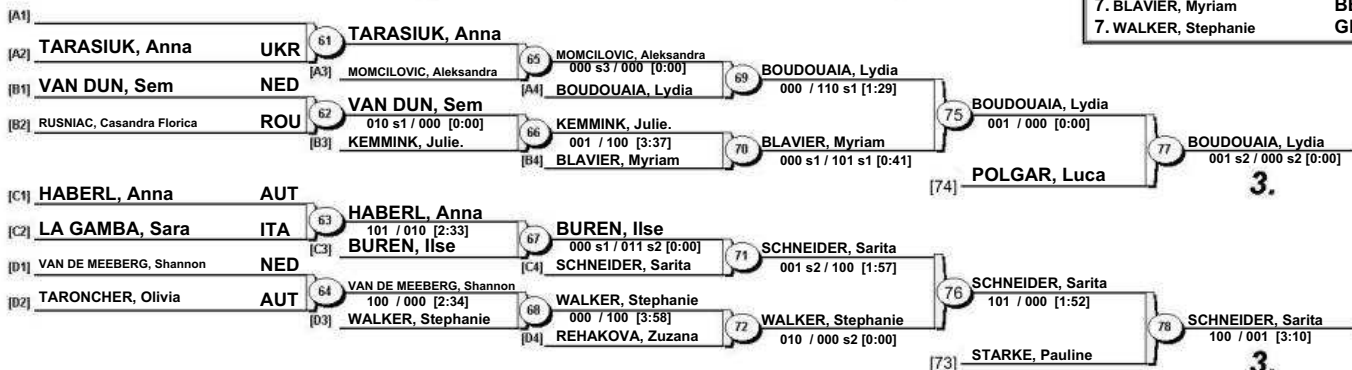 7. BLAVIER, Myriam
7. WALKER, Stephanie
[A1]
[A2] TARASIUK, Anna UKR
61
TARASIUK, Anna
[A3] MOMCILOVIC, Aleksandra
65
MOMCILOVIC, Aleksandra
000 s3 / 000 [0:00]
[A4] BOUDOUAIA, Lydia
69
BOUDOUAIA, Lydia
000 / 110 s1 [1:29]
[B1] VAN DUN, Sem NED
[B2] RUSNIAC, Casandra Florica ROU
62
VAN DUN, Sem
010 s1 / 000 [0:00]
[B3] KEMMINK, Julie.
66
KEMMINK, Julie.
001 / 100 [3:37]
[B4] BLAVIER, Myriam
70
BLAVIER, Myriam
000 s1 / 101 s1 [0:41]
75
BOUDOUAIA, Lydia
001 / 000 [0:00]
[74] POLGAR, Luca
77
BOUDOUAIA, Lydia
001 s2 / 000 s2 [0:00]
3.
[C1] HABERL, Anna AUT
[C2] LA GAMBA, Sara ITA
63
HABERL, Anna
101 / 010 [2:33]
[C3] BUREN, Ilse
67
BUREN, Ilse
000 s1 / 011 s2 [0:00]
[C4] SCHNEIDER, Sarita
71
SCHNEIDER, Sarita
001 s2 / 100 [1:57]
[D1] VAN DE MEEBERG, Shannon NED
[D2] TARONCHER, Olivia AUT
64
VAN DE MEEBERG, Shannon
100 / 000 [2:34]
[D3] WALKER, Stephanie
68
WALKER, Stephanie
000 / 100 [3:58]
[D4] REHAKOVA, Zuzana
72
WALKER, Stephanie
010 / 000 s2 [0:00]
76
SCHNEIDER, Sarita
101 / 000 [1:52]
[73] STARKE, Pauline
78
SCHNEIDER, Sarita
100 / 001 [3:10]
3.